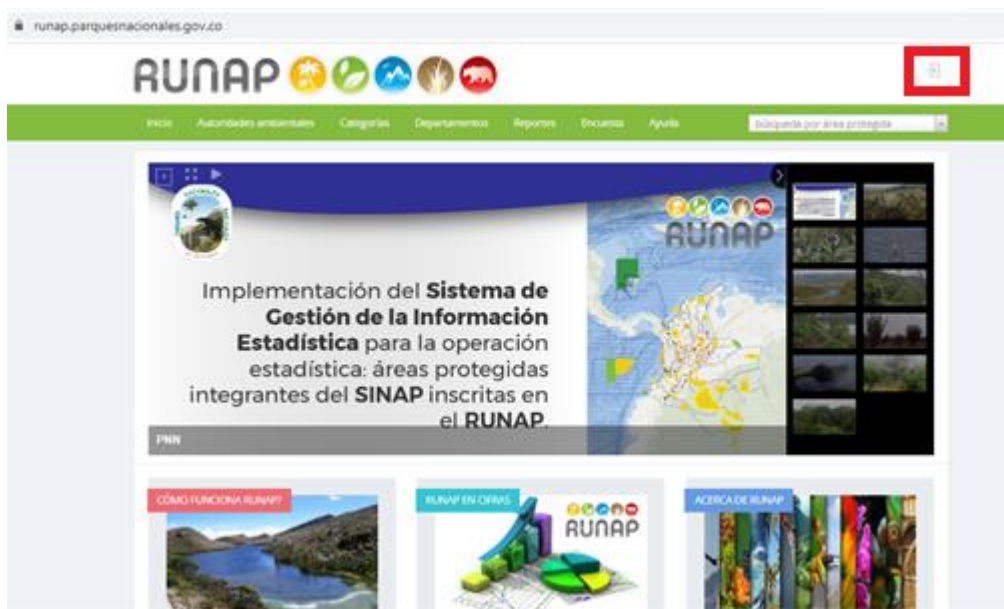 runap.parquesnacionales.gov.co
RUNAP
Inicio Autoridades ambientales Categorías Departamentos Reportes Encuesta Ayuda búsqueda por área protegida
RUNAP
Implementación del Sistema de
Gestión de la Información
Estadística para la operación
estadística: áreas protegidas
integrantes del SINAP inscritas en
el RUNAP.
PNN
CÓMO FUNCIONA RUNAP?
RUNAP EN CIFRAS
RUNAP
ACERCA DE RUNAP